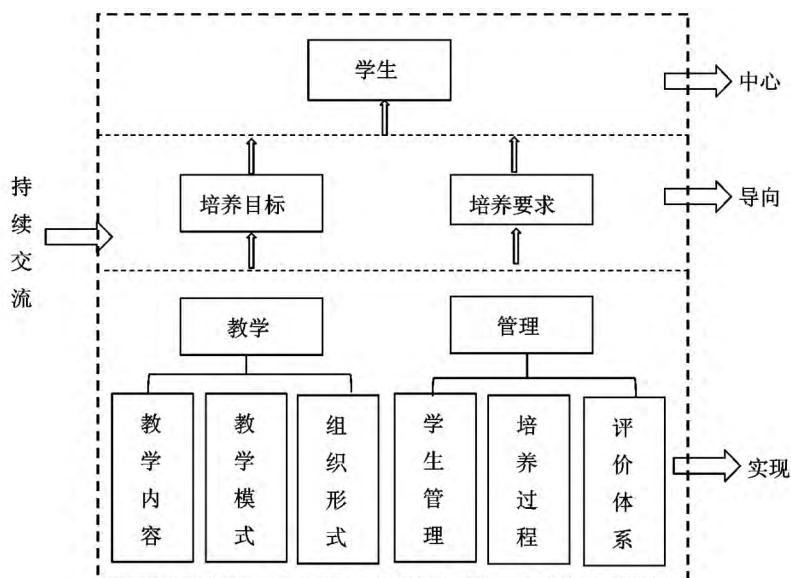 学生
中心
持续交流
培养目标
培养要求
导向
教学
管理
教学内容
教学模式
组织形式
学生管理
培养过程
评价体系
实现